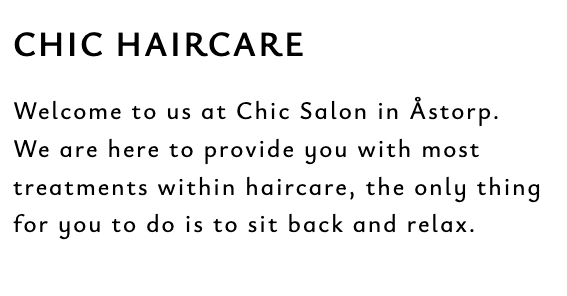 CHIC HAIRCARE
Welcome to us at Chic Salon in Åstorp.
We are here to provide you with most
treatments within haircare, the only thing
for you to do is to sit back and relax.